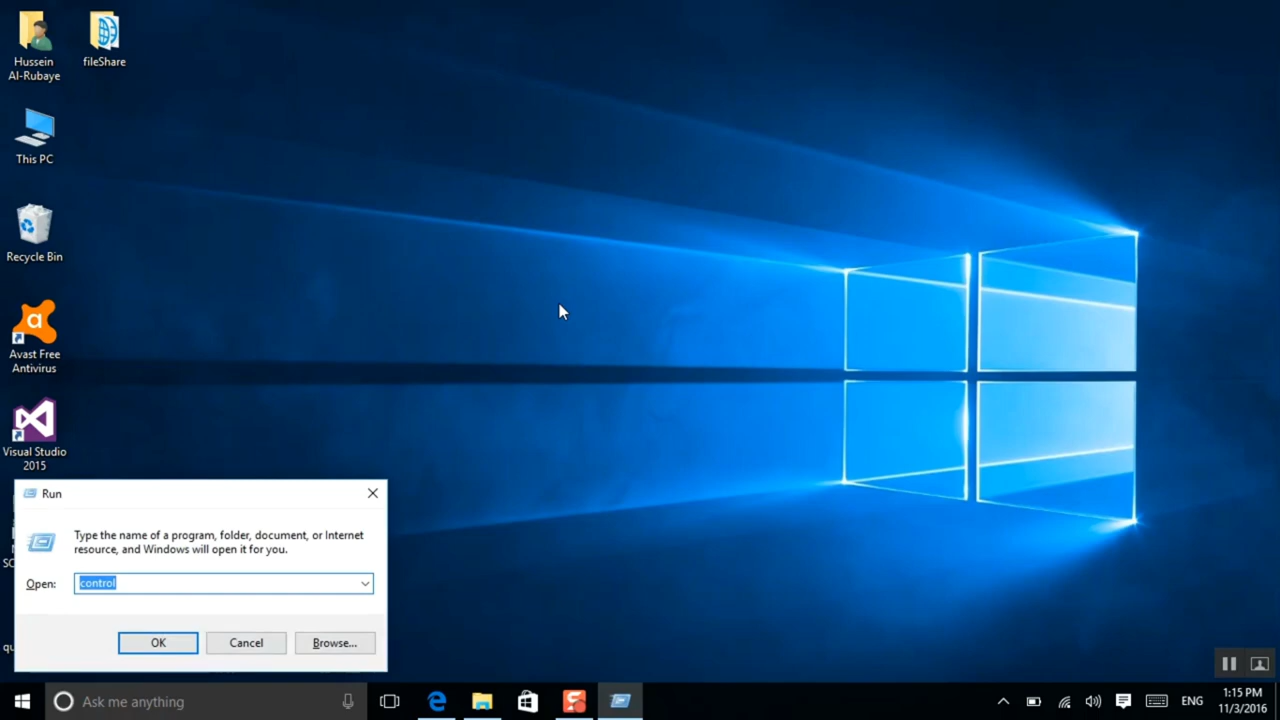 Hussein
Al-Rubaye
fileShare
This PC
Recycle Bin
Avast Free
Antivirus
Visual Studio
2015
Run
Type the name of a program, folder, document, or Internet
resource, and Windows will open it for you.
Open:
control
OK
Cancel
Browse...
Ask me anything
ENG
1:15 PM
11/3/2016